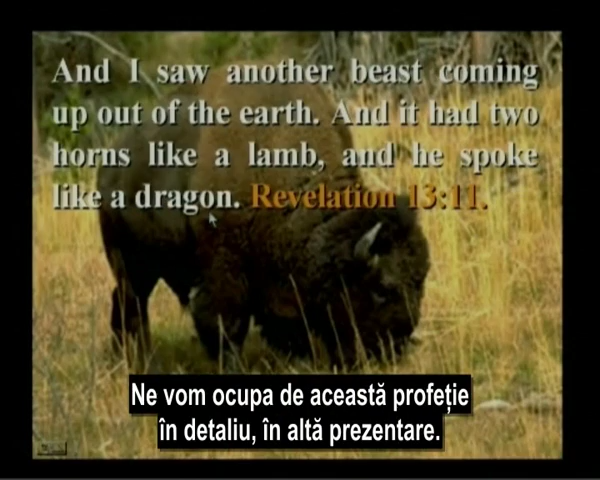 And I saw another beast coming
up out of the earth. And it had two
horns like a lamb, and he spoke
like a dragon. Revelation 13:11.
Ne vom ocupa de această profeție
în detaliu, în altă prezentare.